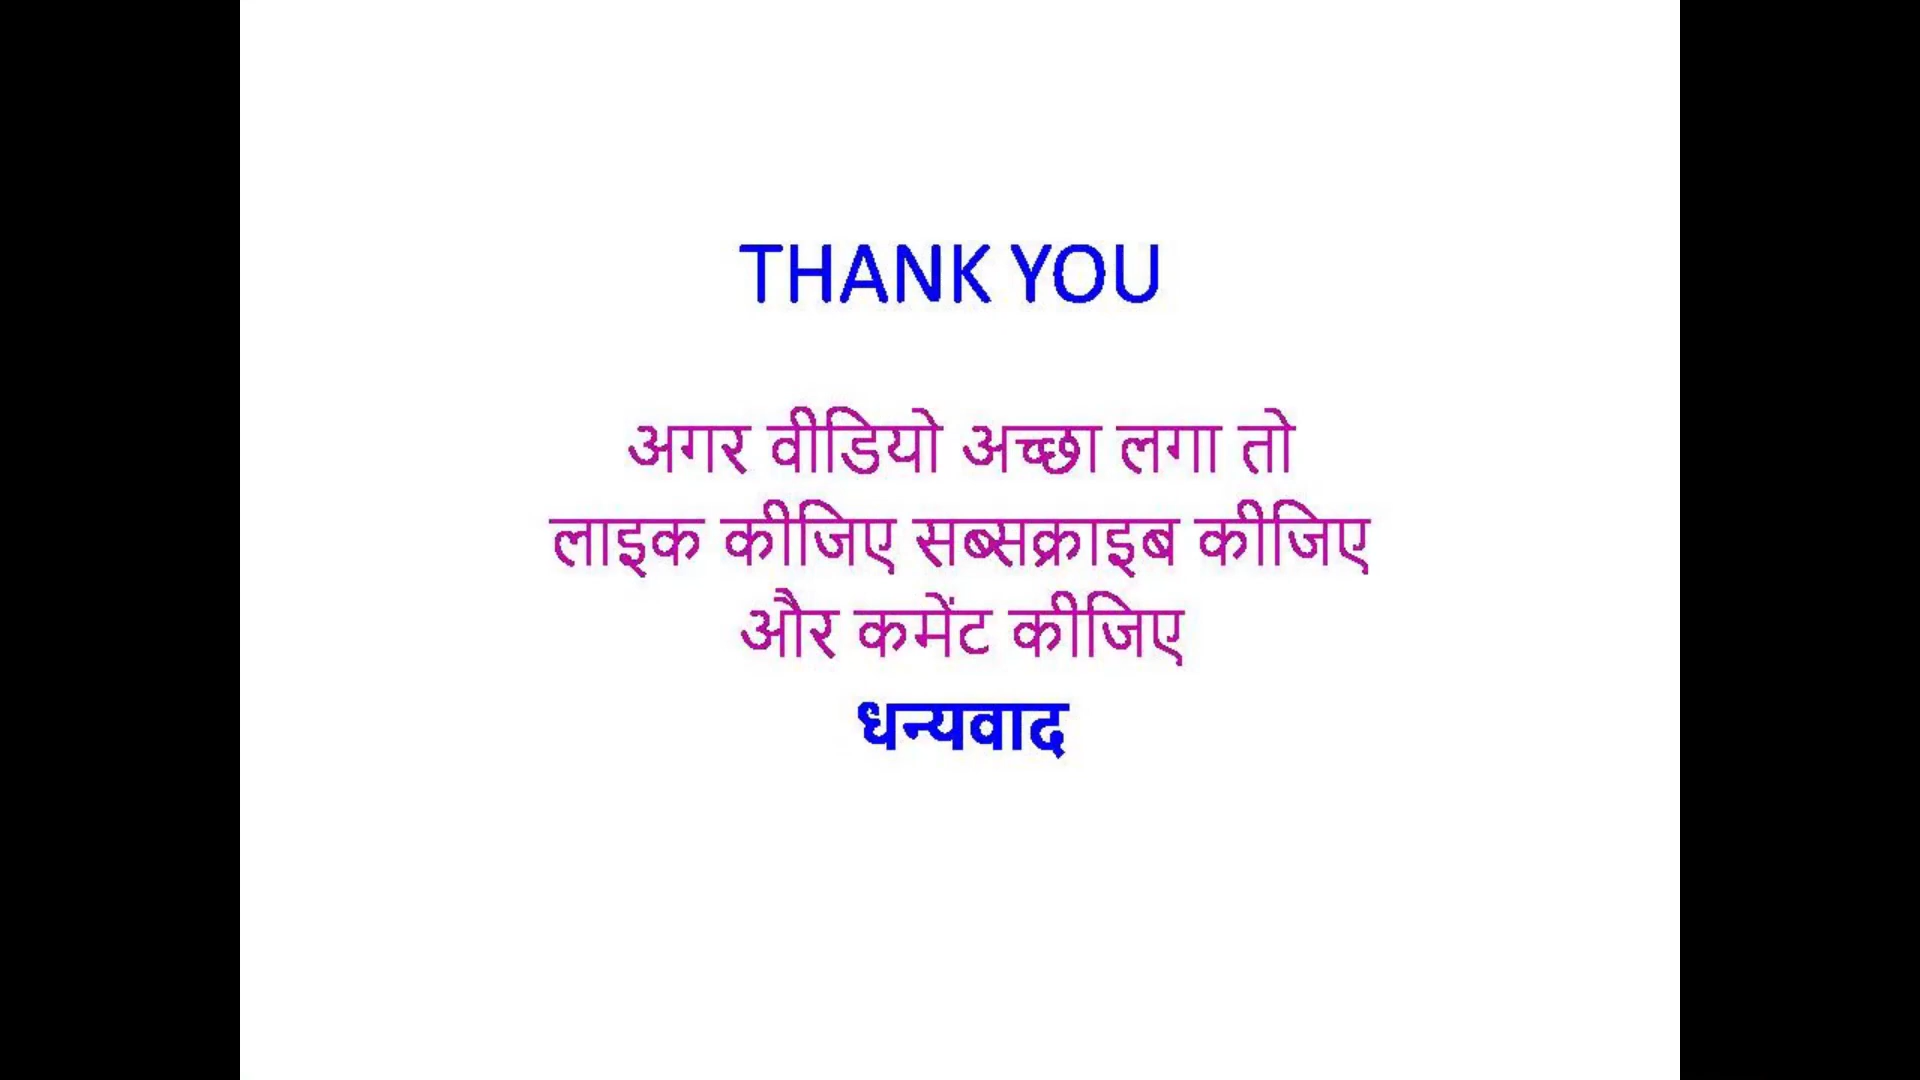 THANK YOU
अगर वीडियो अच्छा लगा तो
लाइक कीजिए सब्सक्राइब कीजिए
और कमेंट कीजिए
धन्यवाद